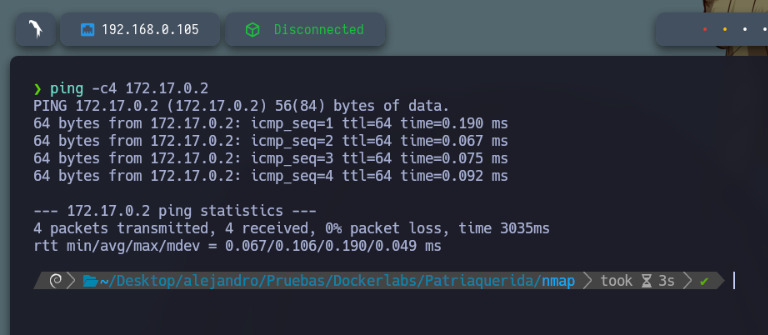 192.168.0.105 Disconnected
❯ ping -c4 172.17.0.2
PING 172.17.0.2 (172.17.0.2) 56(84) bytes of data.
64 bytes from 172.17.0.2: icmp_seq=1 ttl=64 time=0.190 ms
64 bytes from 172.17.0.2: icmp_seq=2 ttl=64 time=0.067 ms
64 bytes from 172.17.0.2: icmp_seq=3 ttl=64 time=0.075 ms
64 bytes from 172.17.0.2: icmp_seq=4 ttl=64 time=0.092 ms
--- 172.17.0.2 ping statistics ---
4 packets transmitted, 4 received, 0% packet loss, time 3035ms
rtt min/avg/max/mdev = 0.067/0.106/0.190/0.049 ms
~/Desktop/alejandro/Pruebas/Dockerlabs/Patriaquerida/nmap took 3s ✔